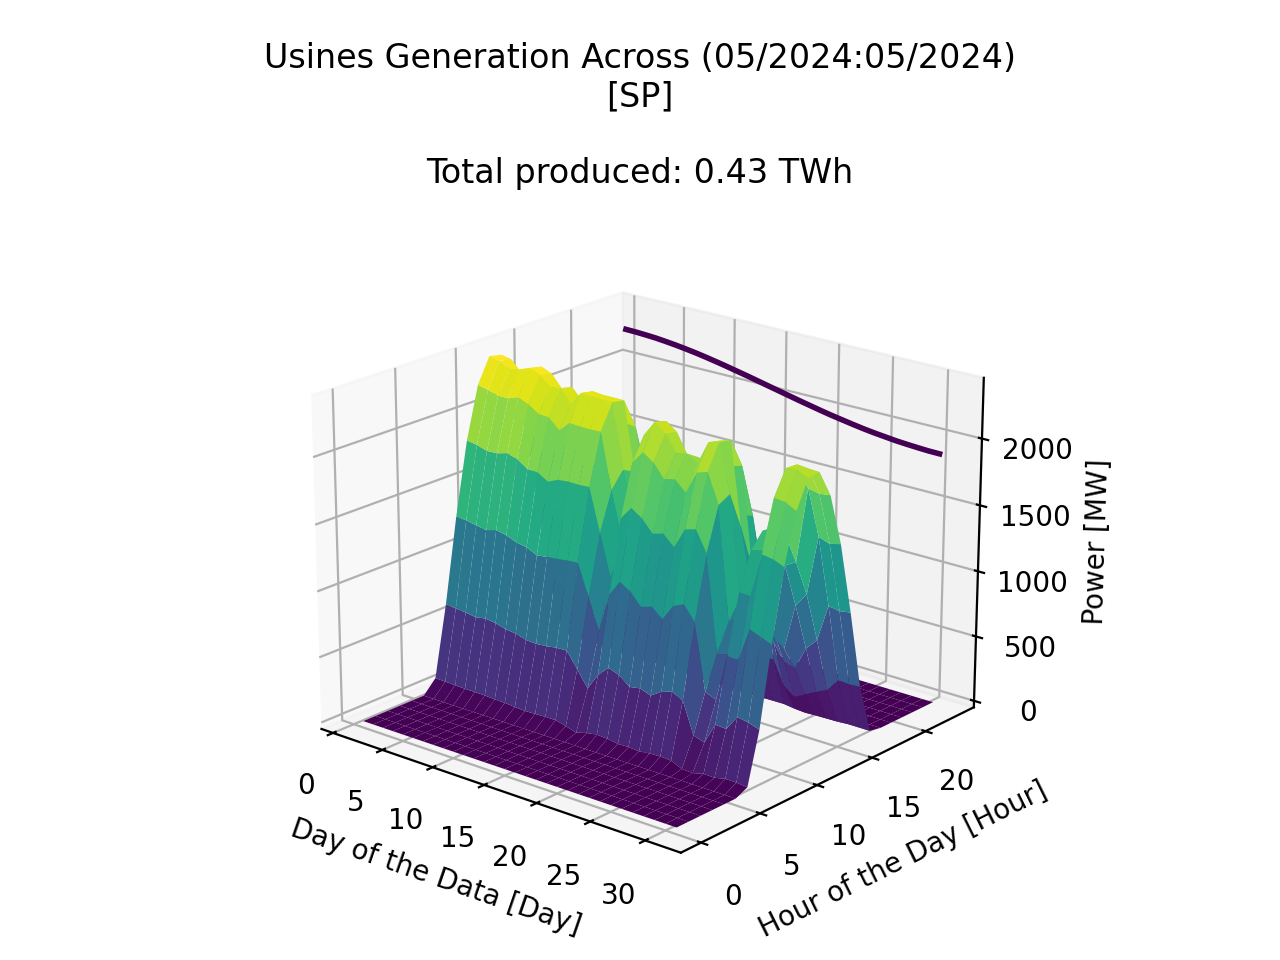 Usines Generation Across (05/2024:05/2024)
[SP]
Total produced: 0.43 TWh
2000
1500
1000
500
0
Power [MW]
0
5
10
15
20
25
30
Day of the Data [Day]
0
5
10
15
20
Hour of the Day [Hour]